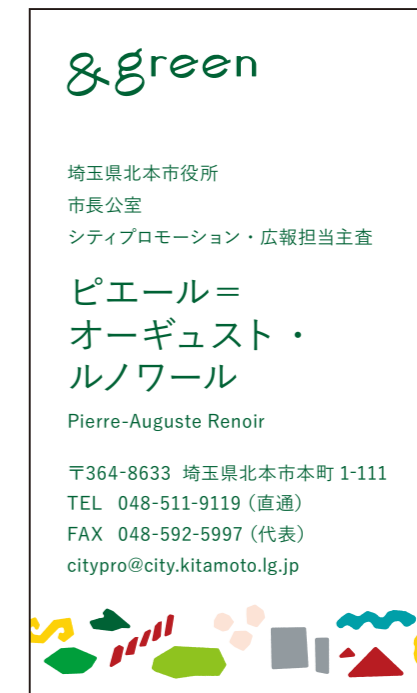 &green
埼玉県北本市役所
市長公室
シティプロモーション・広報担当主査
ピエール＝
オーギュスト・
ルノワール
Pierre-Auguste Renoir
〒364-8633 埼玉県北本市本町 1-111
TEL 048-511-9119（直通）
FAX 048-592-5997（代表）
citypro@city.kitamoto.lg.jp